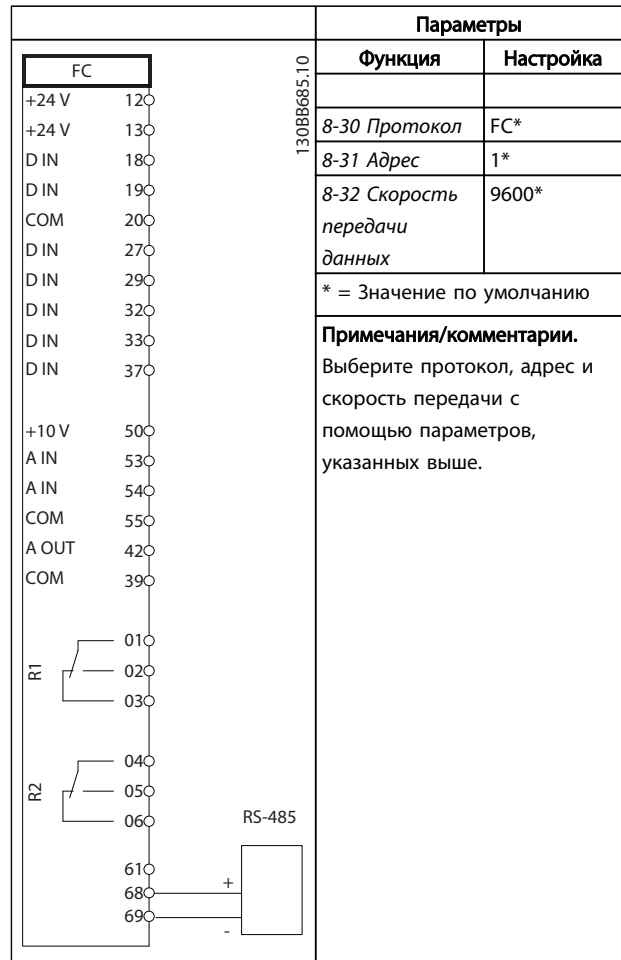 FC
130BB685.10
+24 V 12
+24 V 13
D IN 18
D IN 19
COM 20
D IN 27
D IN 29
D IN 32
D IN 33
D IN 37
+10 V 50
A IN 53
A IN 54
COM 55
A OUT 42
COM 39
R1
01
02
03
R2
04
05
06
RS-485
61
68 +
69 -
Параметры
Функция Настройка
8-30 Протокол FC*
8-31 Адрес 1*
8-32 Скорость 9600*
передачи
данных
* = Значение по умолчанию
Примечания/комментарии.
Выберите протокол, адрес и
скорость передачи с
помощью параметров,
указанных выше.